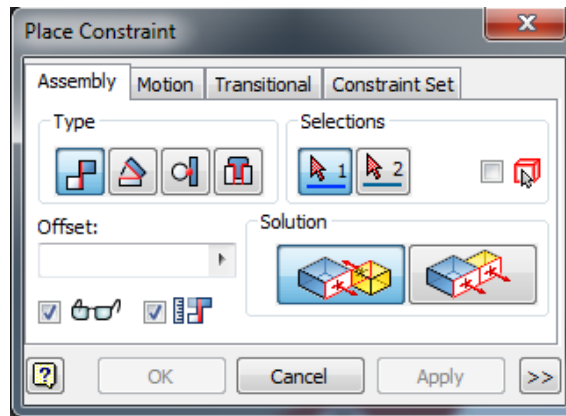 Place Constraint
Assembly Motion Transitional Constraint Set
Type
Selections
1 2
Offset:
Solution
OK Cancel Apply >>